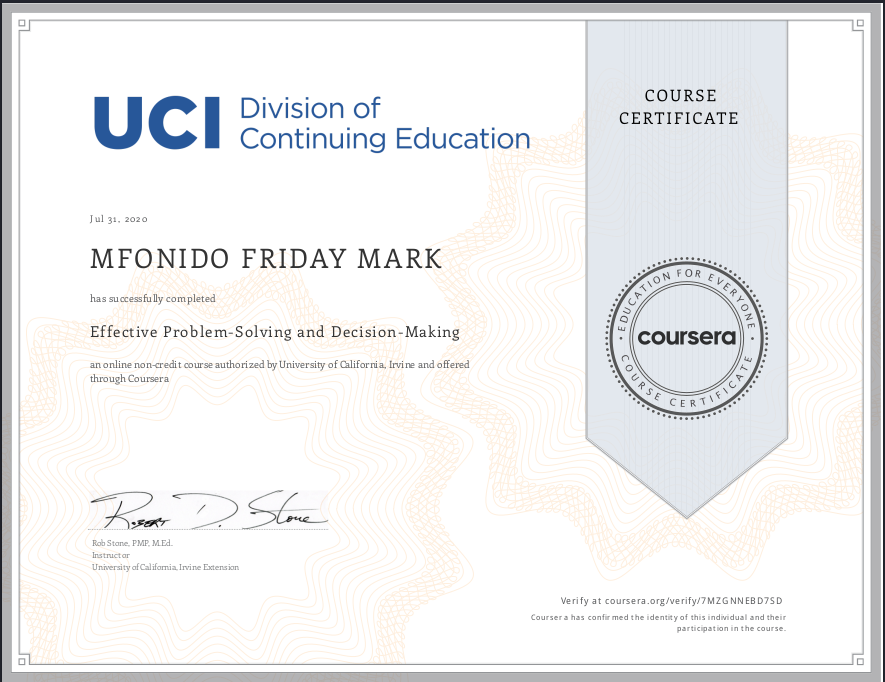 UCI Division of
Continuing Education
COURSE
CERTIFICATE
Jul 31, 2020
MFONIDO FRIDAY MARK
has successfully completed
Effective Problem-Solving and Decision-Making
an online non-credit course authorized by University of California, Irvine and offered
through Coursera
EDUCATION FOR EVERYONE
coursera
COURSE CERTIFICATE
Robert D. Stone
Rob Stone, PMP, M.Ed.
Instructor
University of California, Irvine Extension
Verify at coursera.org/verify/7MZGNNEBD7SD
Coursera has confirmed the identity of this individual and their
participation in the course.